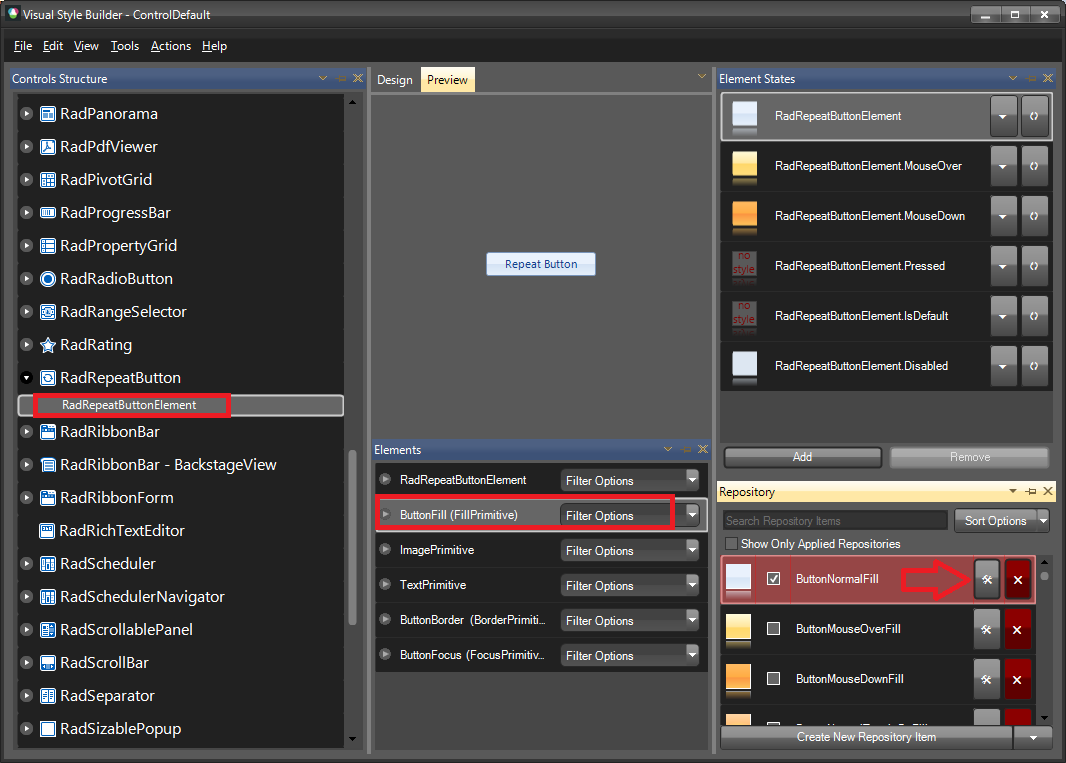 Visual Style Builder - ControlDefault
File Edit View Tools Actions Help
Controls Structure
RadPanorama
RadPdfViewer
RadPivotGrid
RadProgressBar
RadPropertyGrid
RadRadioButton
RadRangeSelector
RadRating
RadRepeatButton
RadRepeatButtonElement
RadRibbonBar
RadRibbonBar - BackstageView
RadRibbonForm
RadRichTextEditor
RadScheduler
RadSchedulerNavigator
RadScrollablePanel
RadScrollBar
RadSeparator
RadSizablePopup
Design Preview
Repeat Button
Elements
RadRepeatButtonElement Filter Options
ButtonFill (FillPrimitive) Filter Options
ImagePrimitive Filter Options
TextPrimitive Filter Options
ButtonBorder (BorderPrimiti... Filter Options
ButtonFocus (FocusPrimitiv... Filter Options
Element States
RadRepeatButtonElement
RadRepeatButtonElement.MouseOver
RadRepeatButtonElement.MouseDown
no style RadRepeatButtonElement.Pressed
no style RadRepeatButtonElement.IsDefault
RadRepeatButtonElement.Disabled
Add Remove
Repository
Search Repository Items Sort Options
Show Only Applied Repositories
ButtonNormalFill
ButtonMouseOverFill
ButtonMouseDownFill
Create New Repository Item